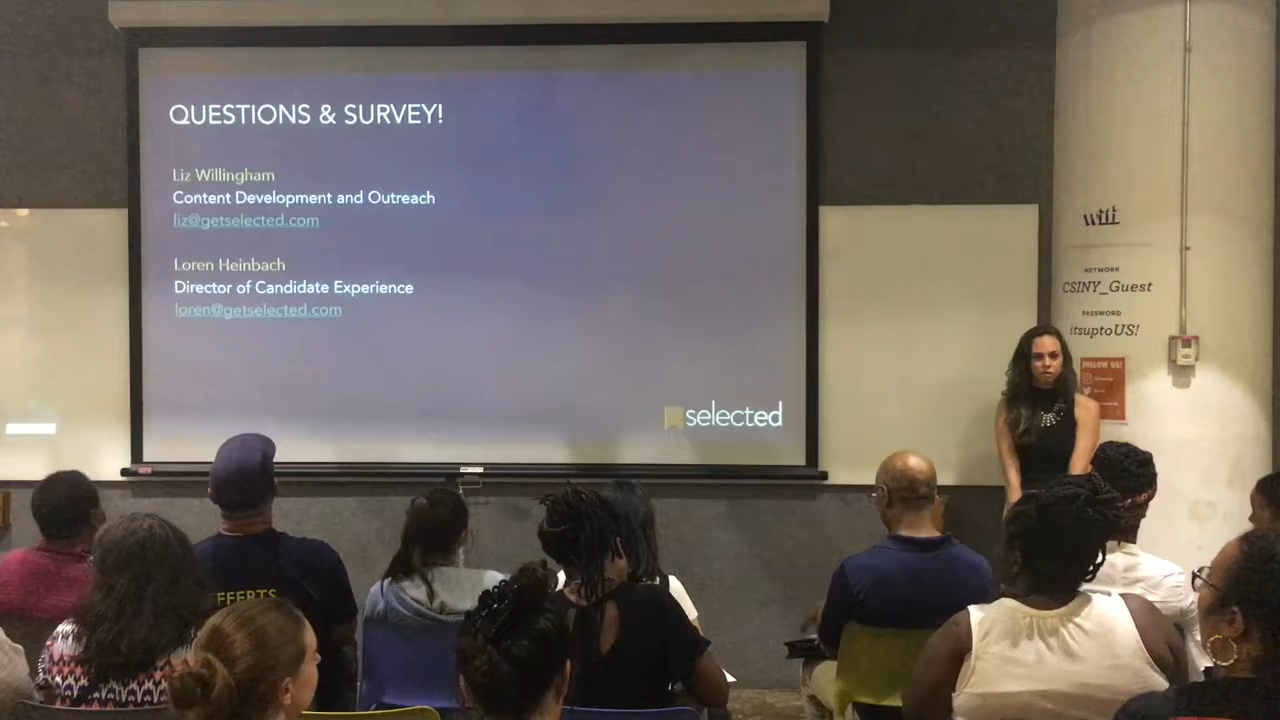 QUESTIONS & SURVEY!
Liz Willingham
Content Development and Outreach
liz@getselected.com
Loren Heinbach
Director of Candidate Experience
loren@getselected.com
selected
wifi
NETWORK
CSINY_Guest
PASSWORD
itsuptoUS!
FOLLOW US!